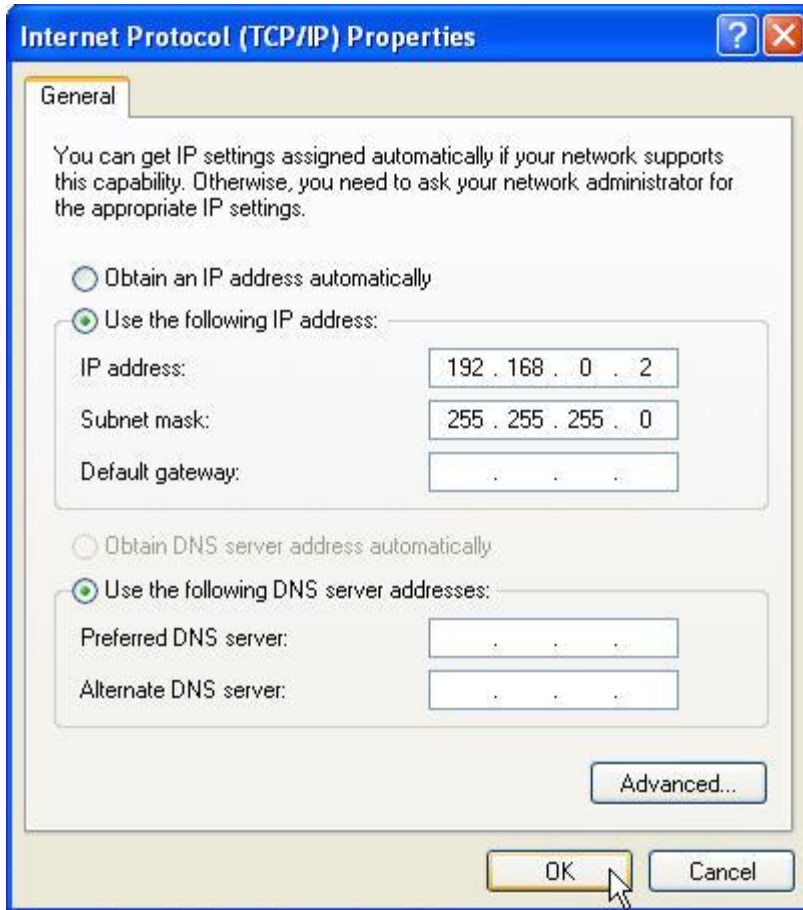 Internet Protocol (TCP/IP) Properties
General
You can get IP settings assigned automatically if your network supports
this capability. Otherwise, you need to ask your network administrator for
the appropriate IP settings.
Obtain an IP address automatically
Use the following IP address:
IP address: 192 . 168 . 0 . 2
Subnet mask: 255 . 255 . 255 . 0
Default gateway: . . .
Obtain DNS server address automatically
Use the following DNS server addresses:
Preferred DNS server: . . .
Alternate DNS server: . . .
Advanced...
OK Cancel